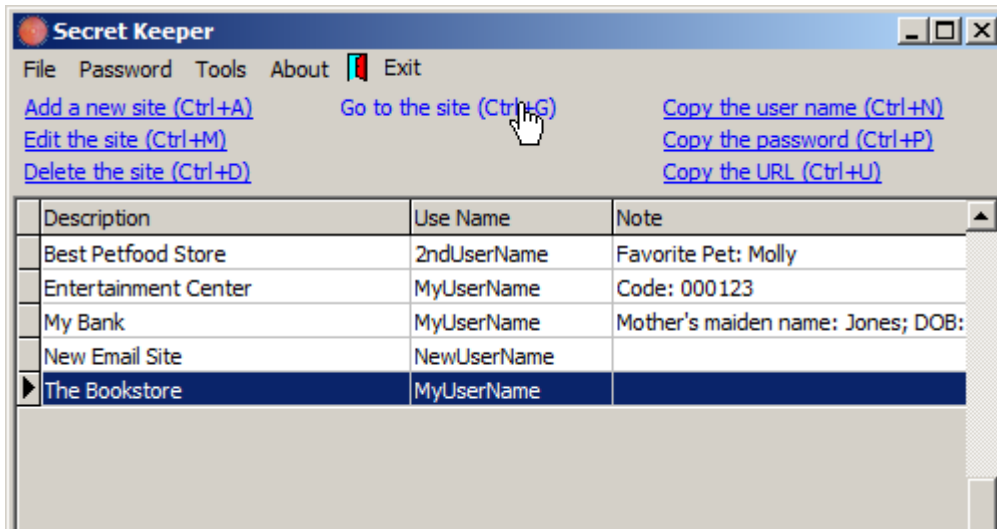 Secret Keeper
File Password Tools About Exit
Add a new site (Ctrl+A) Go to the site (Ctrl+G) Copy the user name (Ctrl+N)
Edit the site (Ctrl+M) Copy the password (Ctrl+P)
Delete the site (Ctrl+D) Copy the URL (Ctrl+U)
Description Use Name Note
Best Petfood Store 2ndUserName Favorite Pet: Molly
Entertainment Center MyUserName Code: 000123
My Bank MyUserName Mother's maiden name: Jones; DOB:
New Email Site NewUserName
The Bookstore MyUserName